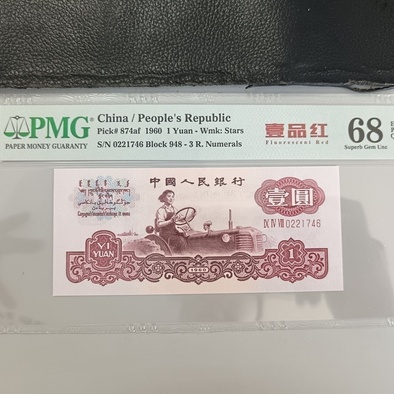 PMG
PAPER MONEY GUARANTY
China / People's Republic
Pick# 874af 1960 1 Yuan - Wmk: Stars
S/N 0221746 Block 948 - 3 R. Numerals
壹品红
Fluorescent Red
68
Superb Gem Unc
中国人民銀行
壹圓
IX IV VIII 0221746
YI
YUAN
1960
1